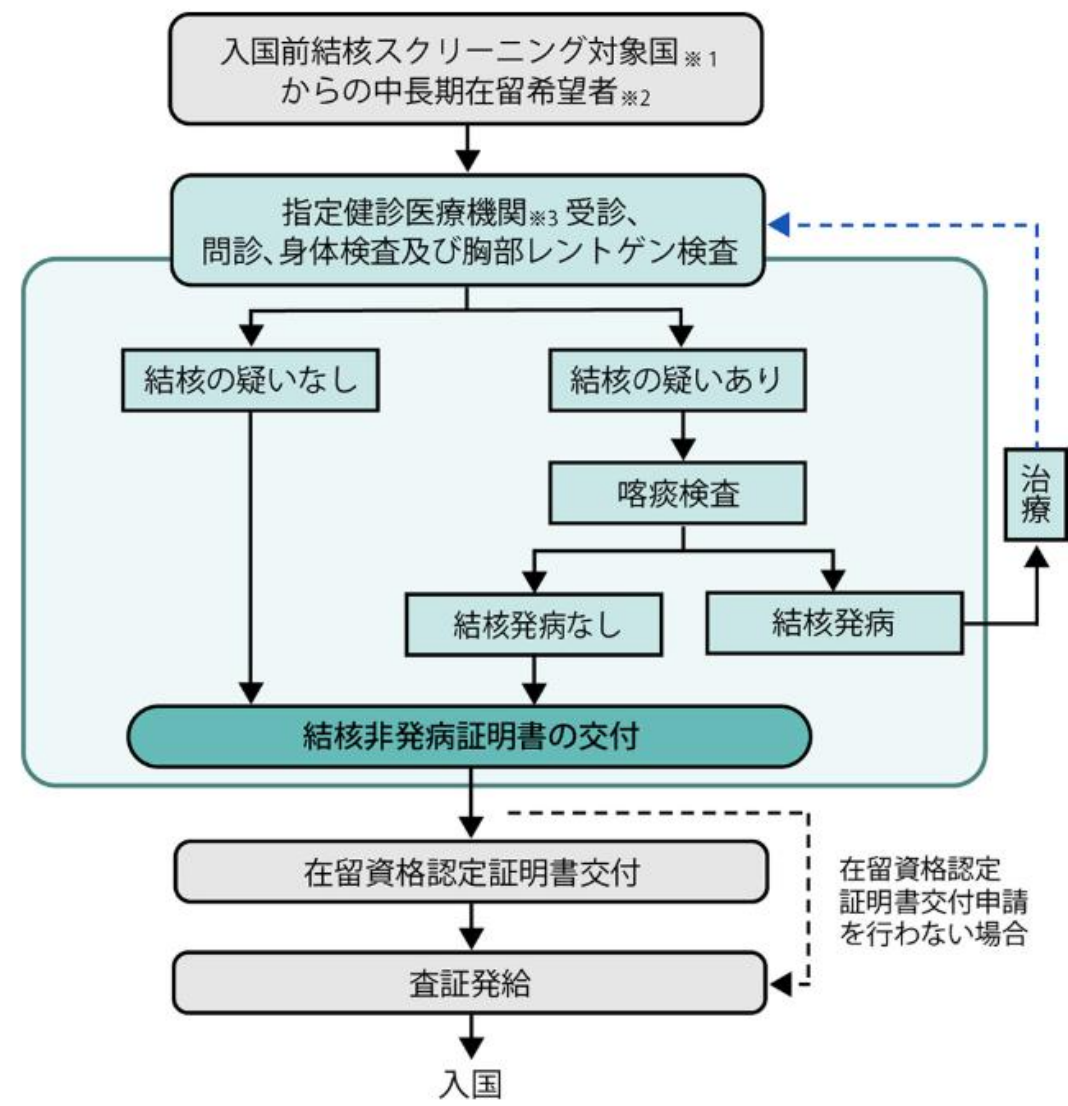 入国前結核スクリーニング対象国※1
からの中長期在留希望者※2
指定健診医療機関※3 受診、
問診、身体検査及び胸部レントゲン検査
結核の疑いなし
結核の疑いあり
喀痰検査
治療
結核発病なし
結核発病
結核非発病証明書の交付
在留資格認定証明書交付
在留資格認定
証明書交付申請
を行わない場合
査証発給
入国